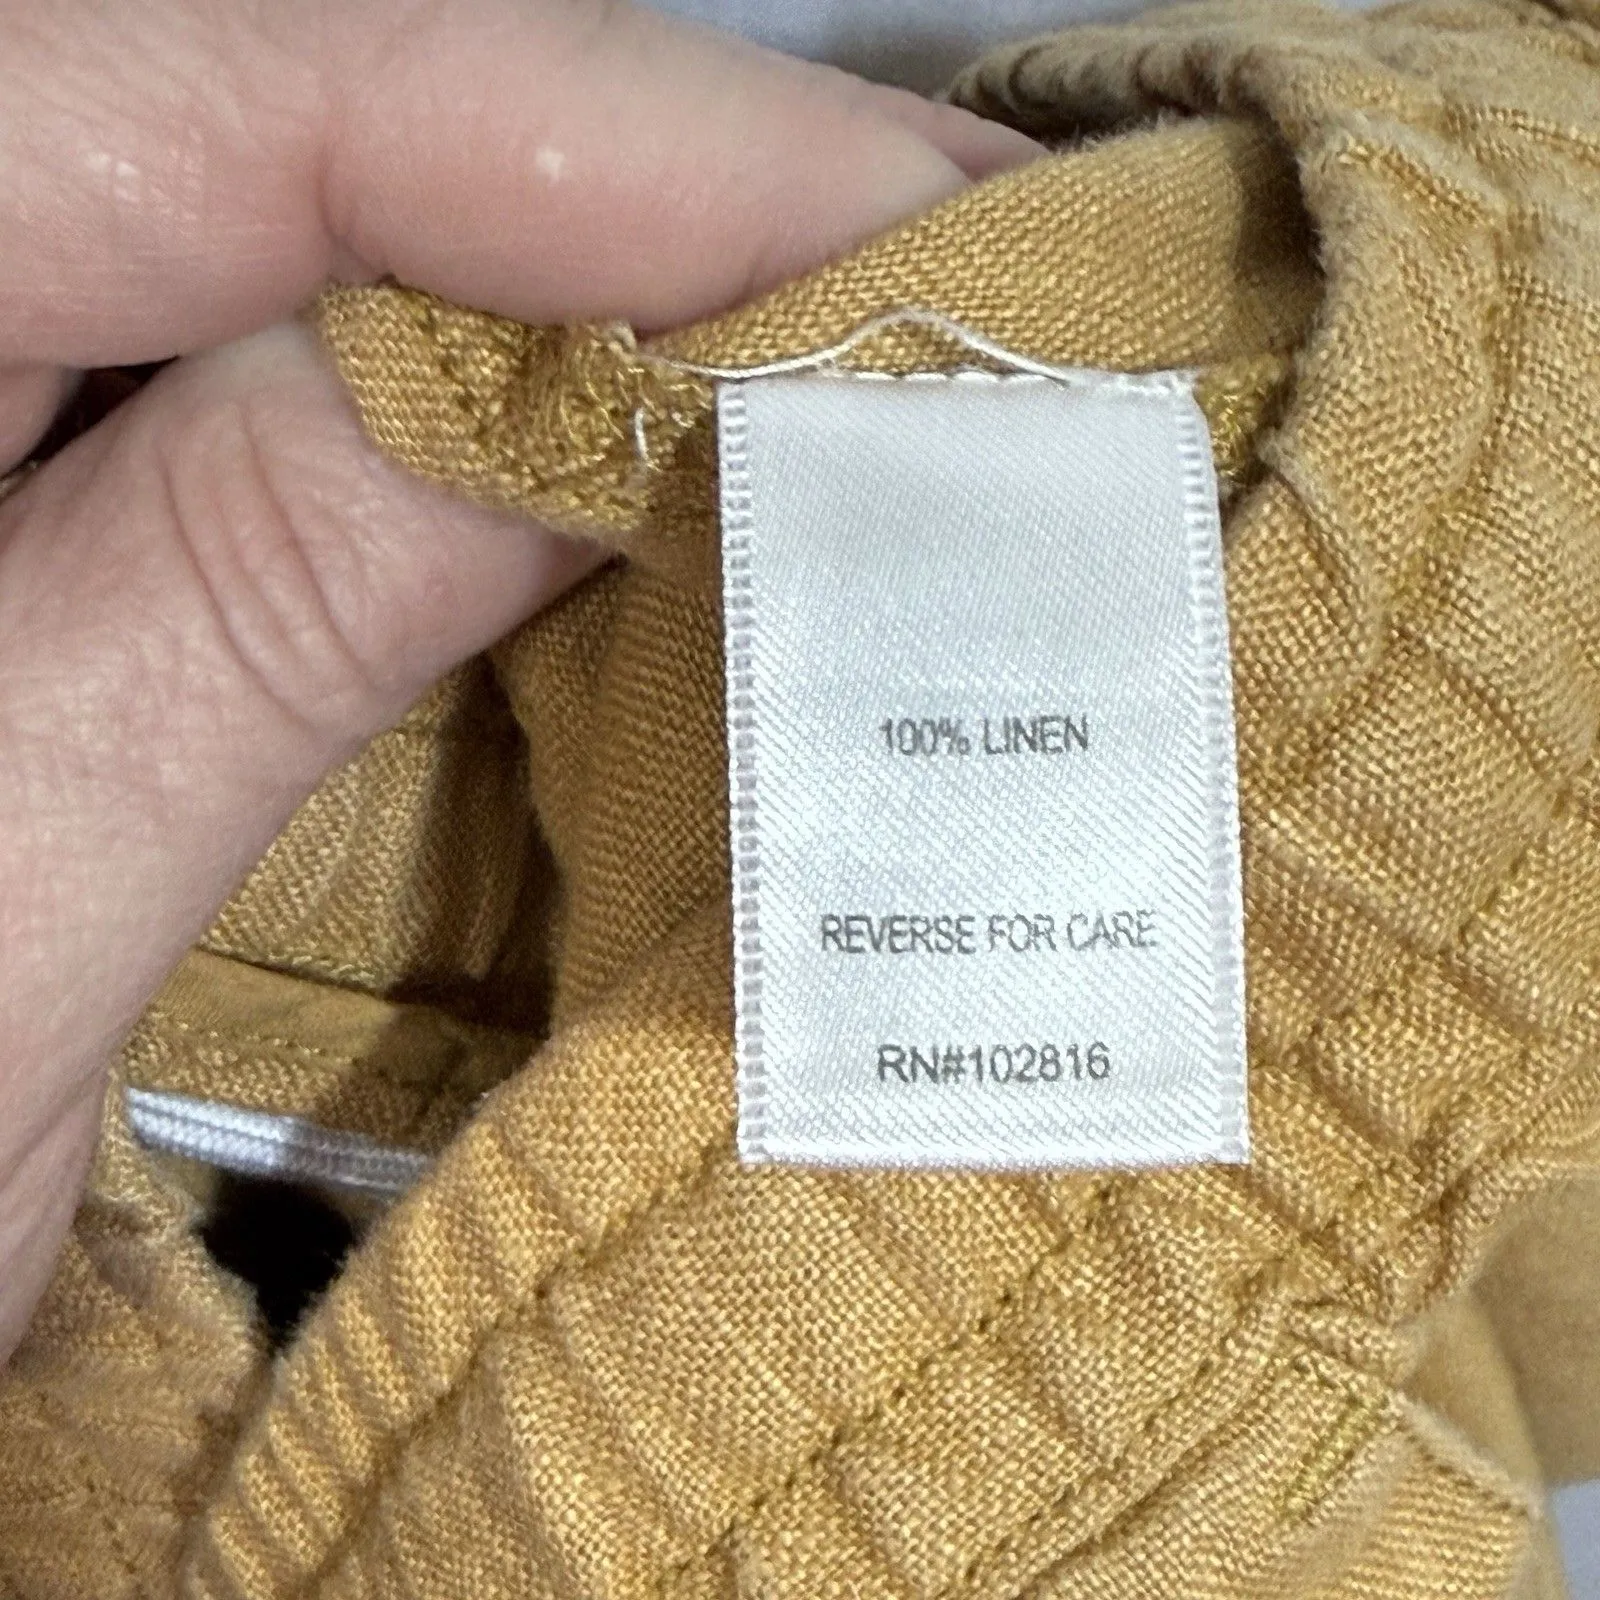 100% LINEN
REVERSE FOR CARE
RN#102816